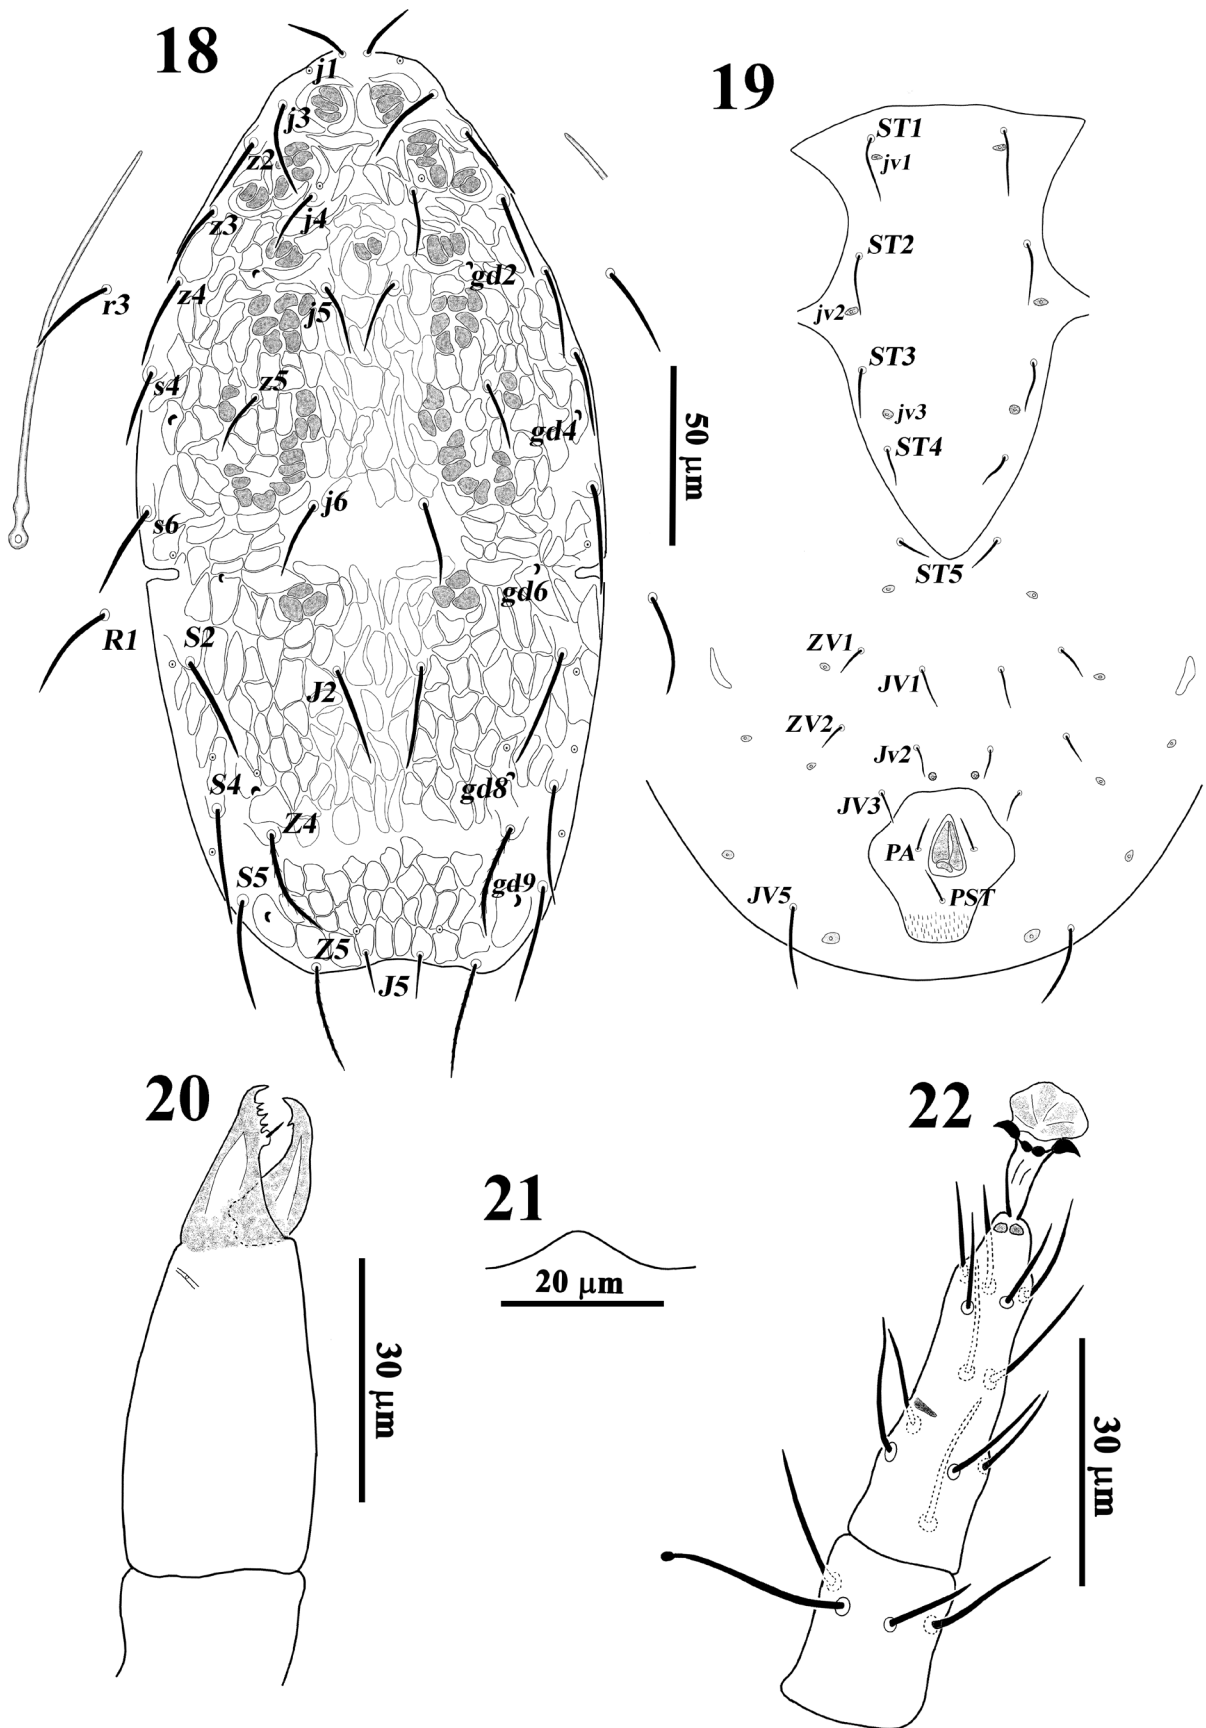 18
j1
j3
z2
z3
j4
z4
gd2
r3
j5
s4
z5
gd4
j6
s6
gd6
R1
S2
J2
S4
gd8
Z4
S5
gd9
Z5
J5
50 µm
19
ST1
jv1
ST2
jv2
ST3
jv3
ST4
ST5
ZV1
JV1
ZV2
Jv2
JV3
PA
JV5
PST
20
30 µm
21
20 µm
22
30 µm